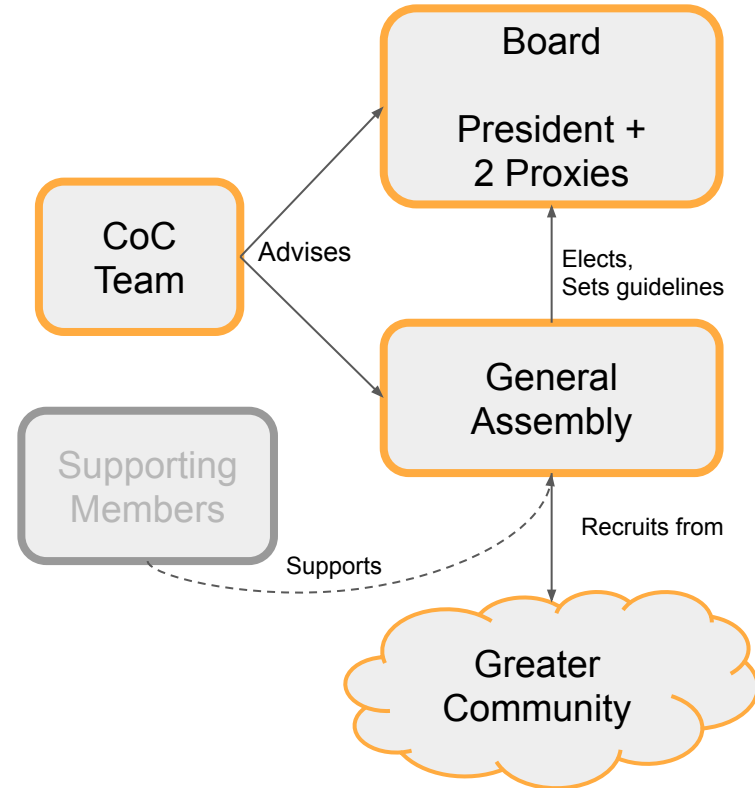 Board
President +
2 Proxies
CoC
Team
Advises
Elects,
Sets guidelines
General
Assembly
Supporting
Members
Supports
Recruits from
Greater
Community